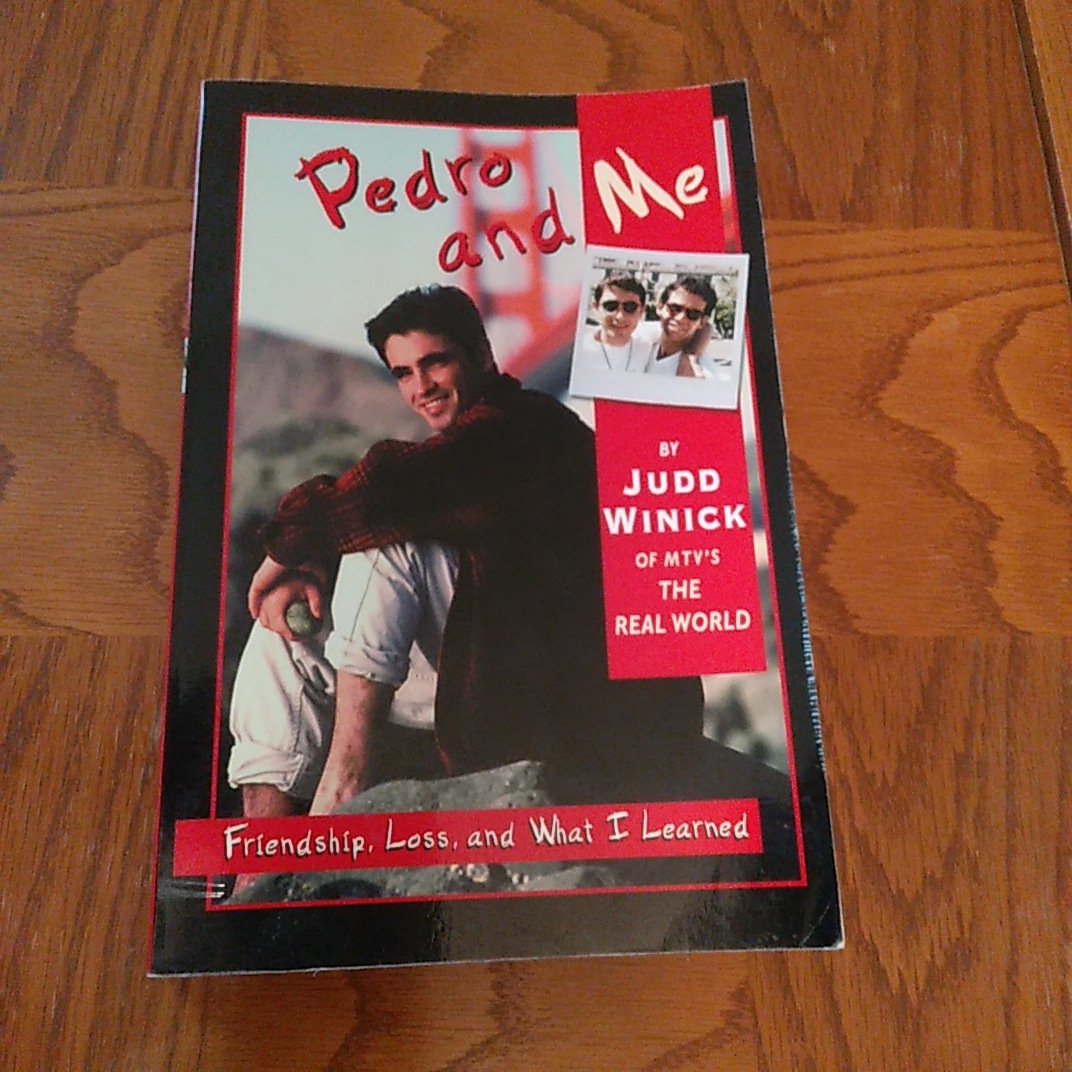 Pedro
and Me
BY
JUDD
WINICK
OF MTV'S
THE
REAL WORLD
Friendship, Loss, and What I Learned